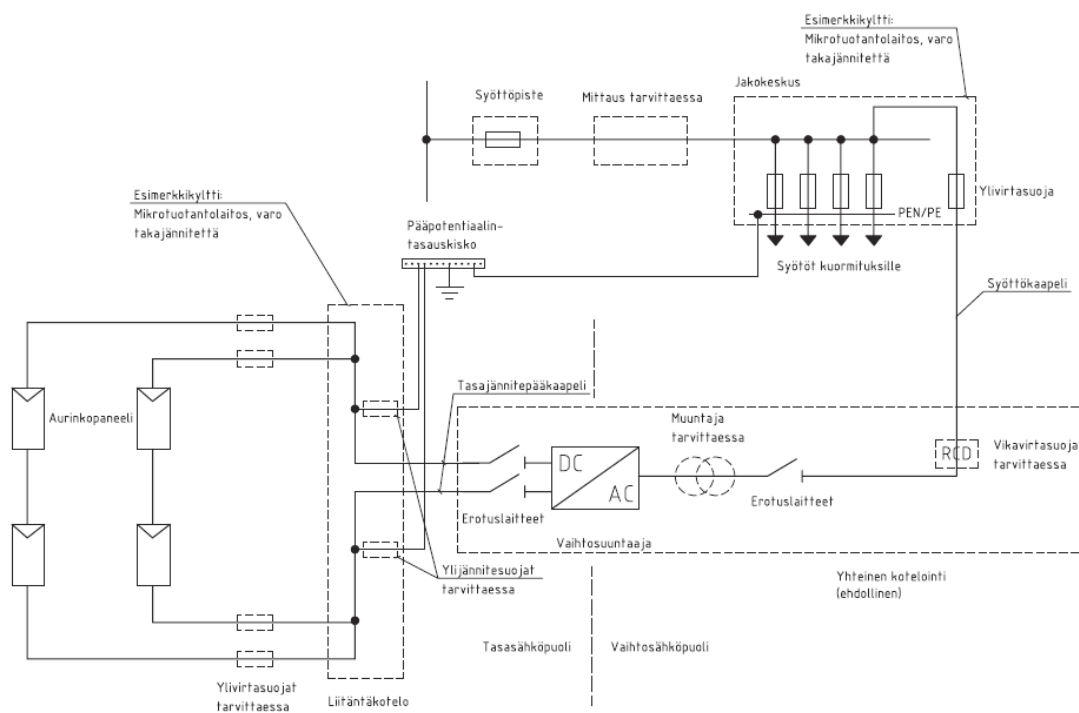 Esimerkkikyltti:
Mikrotuotantolaitos, varo
takajännitettä
Jakokeskus
Syöttöpiste
Mittaus tarvittaessa
Ylivirtasuoja
PEN/PE
Syötöt kuormituksille
Esimerkkikyltti:
Mikrotuotantolaitos, varo
takajännitettä
Pääpotentiaalin-
tasauskisko
Syöttökaapeli
Aurinkopaneeli
Tasajännitepääkaapeli
Muuntaja
tarvittaessa
DC
AC
RCD
Vikavirtasuoja
tarvittaessa
Erotuslaitteet
Erotuslaitteet
Vaihtosuuntaaja
Ylijännitesuojat
tarvittaessa
Yhteinen kotelointi
(ehdollinen)
Tasasähköpuoli
Vaihtosähköpuoli
Ylivirtasuojat
tarvittaessa
Liitäntäkotelo